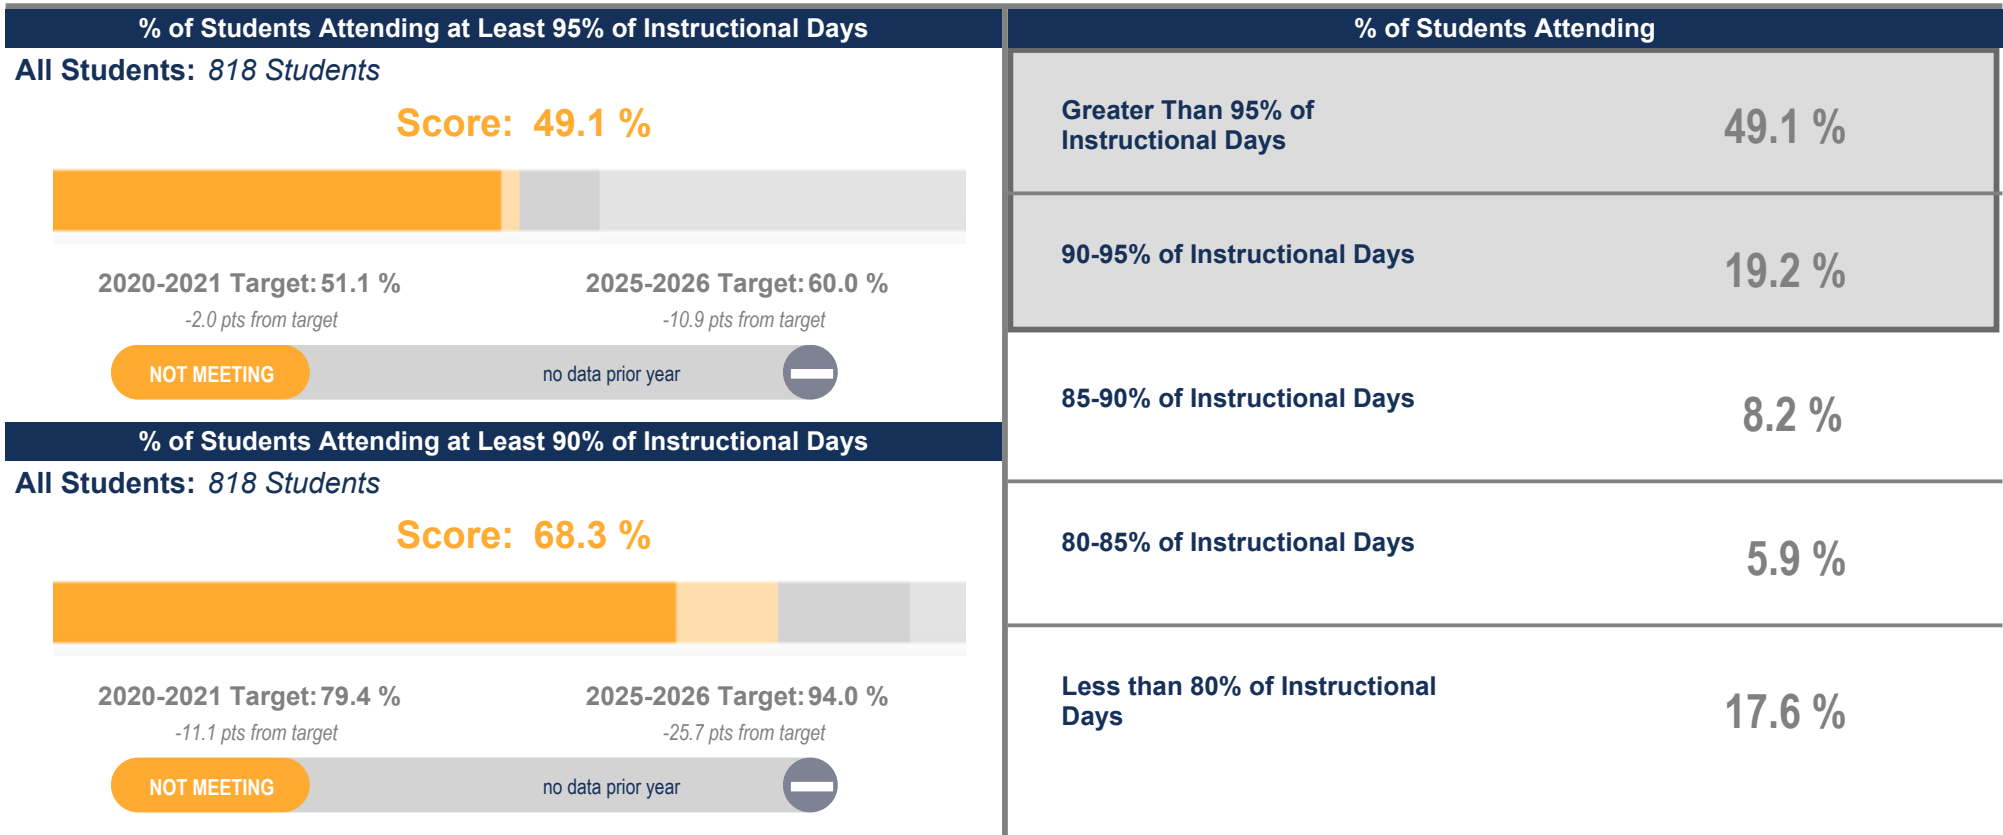 % of Students Attending at Least 95% of Instructional Days
All Students: 818 Students
Score: 49.1 %
2020-2021 Target: 51.1 %
-2.0 pts from target
2025-2026 Target: 60.0 %
-10.9 pts from target
NOT MEETING
no data prior year
% of Students Attending at Least 90% of Instructional Days
All Students: 818 Students
Score: 68.3 %
2020-2021 Target: 79.4 %
-11.1 pts from target
2025-2026 Target: 94.0 %
-25.7 pts from target
NOT MEETING
no data prior year
% of Students Attending
Greater Than 95% of
Instructional Days
49.1 %
90-95% of Instructional Days
19.2 %
85-90% of Instructional Days
8.2 %
80-85% of Instructional Days
5.9 %
Less than 80% of Instructional
Days
17.6 %